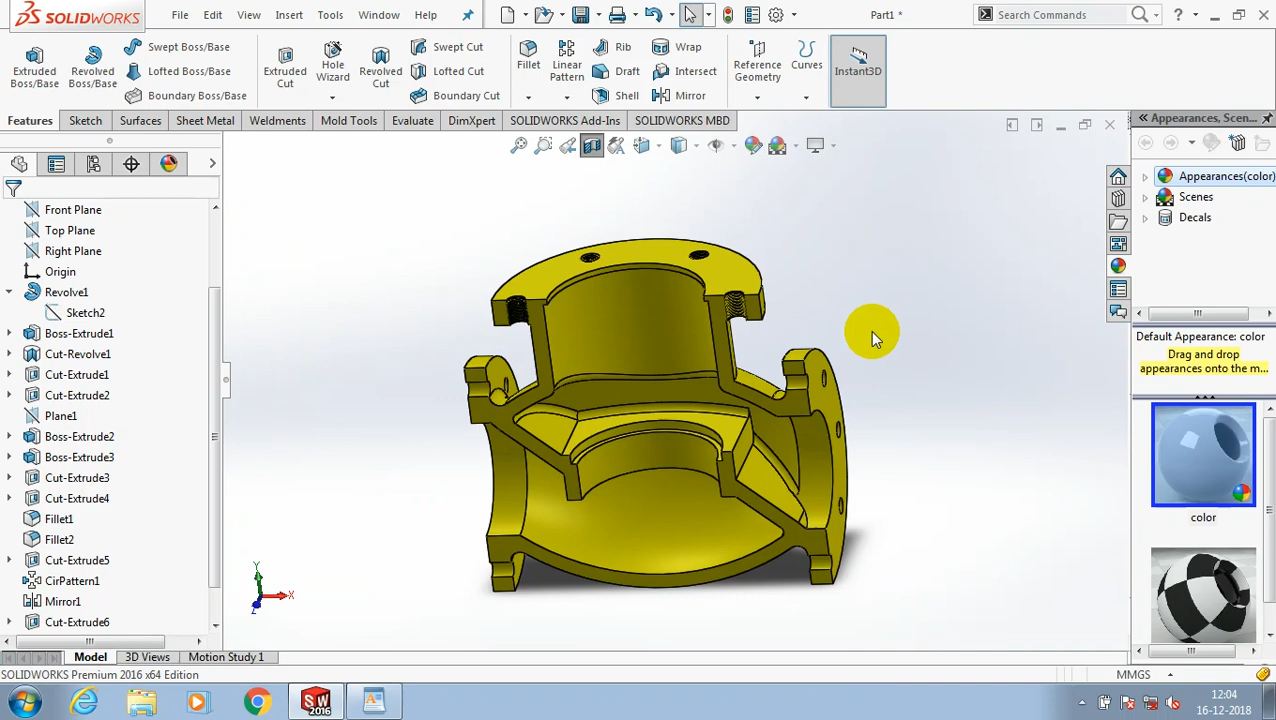 SOLIDWORKS
File Edit View Insert Tools Window Help
Part1 *
Search Commands
Extruded Boss/Base
Revolved Boss/Base
Swept Boss/Base
Lofted Boss/Base
Boundary Boss/Base
Extruded Cut
Hole Wizard
Revolved Cut
Swept Cut
Lofted Cut
Boundary Cut
Fillet
Linear Pattern
Rib
Draft
Shell
Wrap
Intersect
Mirror
Reference Geometry
Curves
Instant3D
Features Sketch Surfaces Sheet Metal Weldments Mold Tools Evaluate DimXpert SOLIDWORKS Add-Ins SOLIDWORKS MBD
Front Plane
Top Plane
Right Plane
Origin
Revolve1
Sketch2
Boss-Extrude1
Cut-Revolve1
Cut-Extrude1
Cut-Extrude2
Plane1
Boss-Extrude2
Boss-Extrude3
Cut-Extrude3
Cut-Extrude4
Fillet1
Fillet2
Cut-Extrude5
CirPattern1
Mirror1
Cut-Extrude6
Y
X
Z
Appearances, Scen...
Appearances(color)
Scenes
Decals
Default Appearance: color
Drag and drop
appearances onto the m...
color
Model 3D Views Motion Study 1
SOLIDWORKS Premium 2016 x64 Edition
MMGS
SW
2016
12:04
16-12-2018